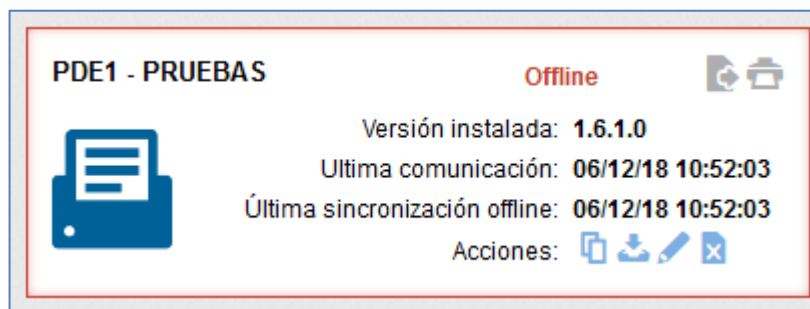 PDE1 - PRUEBAS Offline
Versión instalada: 1.6.1.0
Ultima comunicación: 06/12/18 10:52:03
Última sincronización offline: 06/12/18 10:52:03
Acciones: